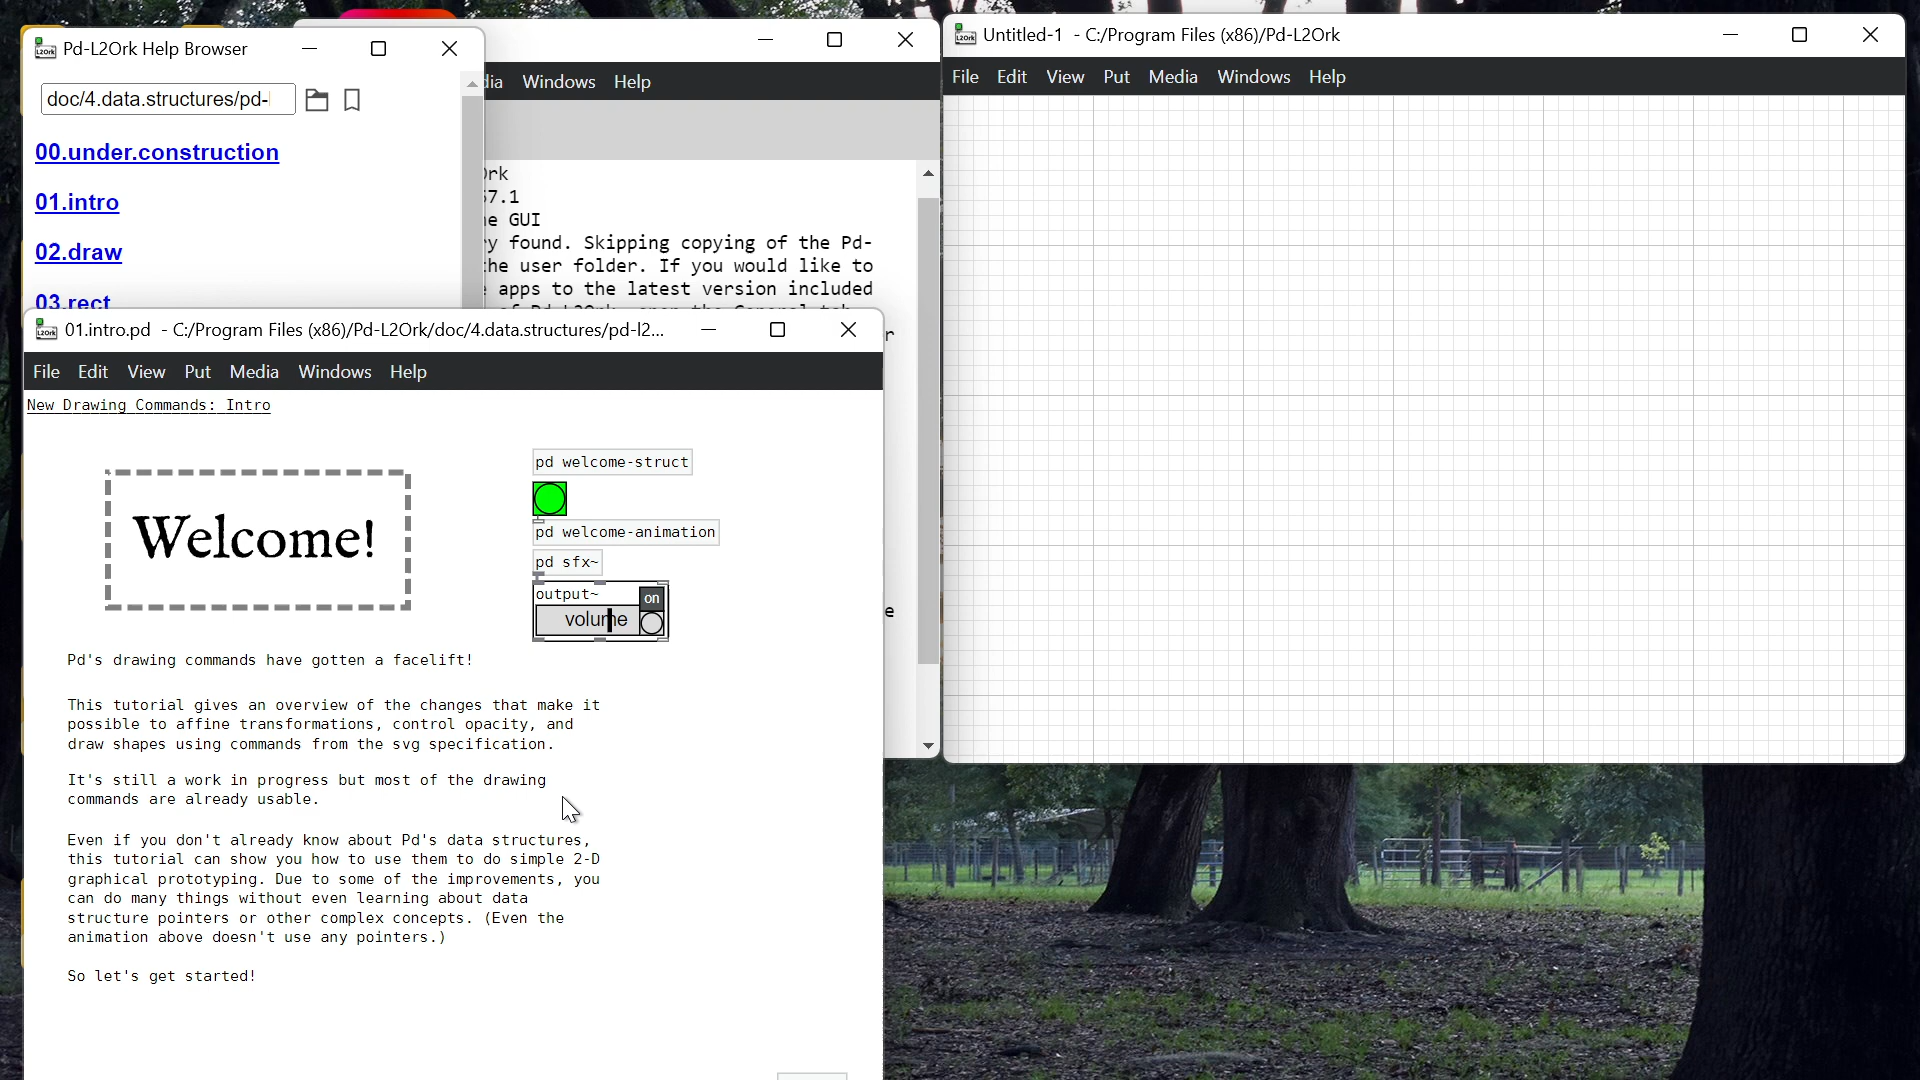 Pd-L2Ork Help Browser
doc/4.data.structures/pd-l
00.under.construction
01.intro
02.draw
03.rect
dia Windows Help
Ork
57.1
he GUI
ry found. Skipping copying of the Pd-
the user folder. If you would like to
apps to the latest version included
r
e
Untitled-1 - C:/Program Files (x86)/Pd-L2Ork
File Edit View Put Media Windows Help
01.intro.pd - C:/Program Files (x86)/Pd-L2Ork/doc/4.data.structures/pd-l2...
File Edit View Put Media Windows Help
New Drawing Commands: Intro
Welcome!
pd welcome-struct
pd welcome-animation
pd sfx~
output~
on
volume
Pd's drawing commands have gotten a facelift!
This tutorial gives an overview of the changes that make it
possible to affine transformations, control opacity, and
draw shapes using commands from the svg specification.
It's still a work in progress but most of the drawing
commands are already usable.
Even if you don't already know about Pd's data structures,
this tutorial can show you how to use them to do simple 2-D
graphical prototyping. Due to some of the improvements, you
can do many things without even learning about data
structure pointers or other complex concepts. (Even the
animation above doesn't use any pointers.)
So let's get started!